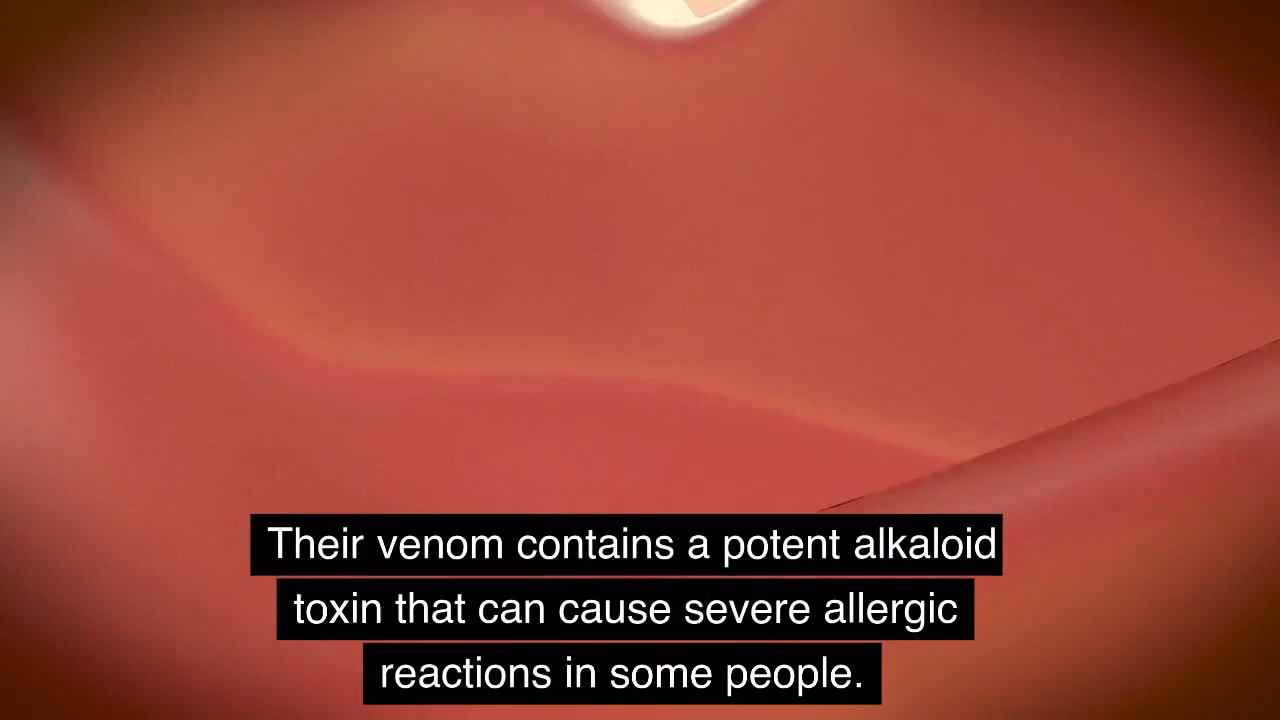 Their venom contains a potent alkaloid
toxin that can cause severe allergic
reactions in some people.